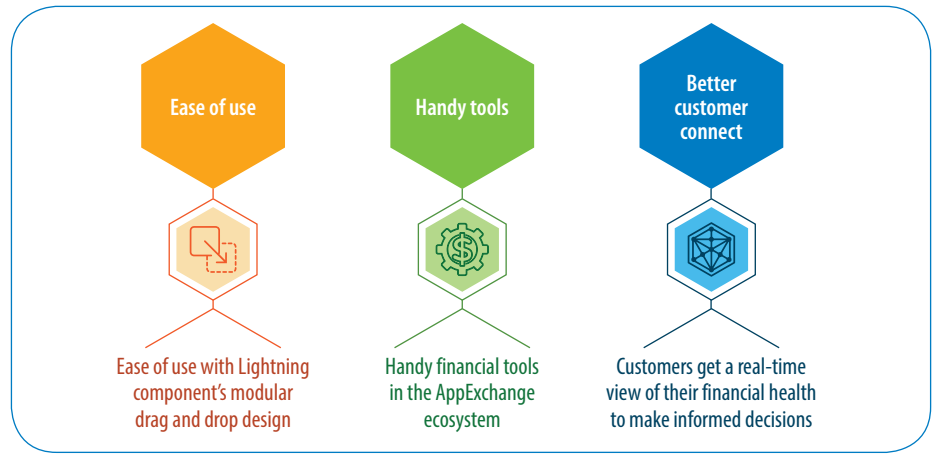 Ease of use
Handy tools
Better
customer
connect
Ease of use with Lightning
component's modular
drag and drop design
Handy financial tools
in the AppExchange
ecosystem
Customers get a real-time
view of their financial health
to make informed decisions